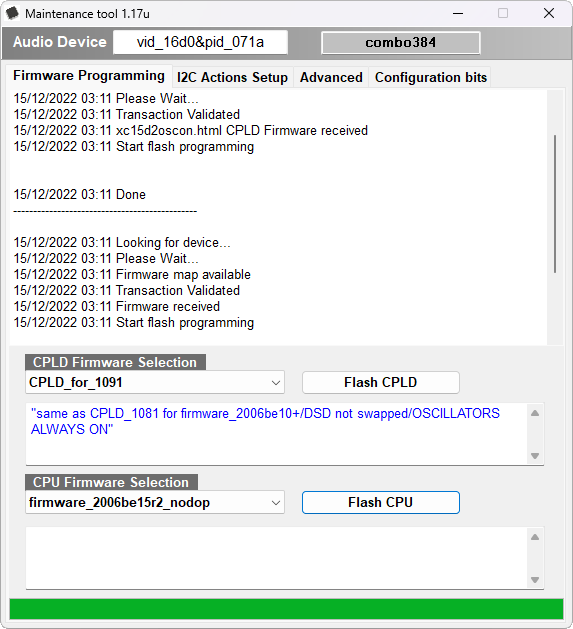 Maintenance tool 1.17u
Audio Device vid_16d0&pid_071a combo384
Firmware Programming I2C Actions Setup Advanced Configuration bits
15/12/2022 03:11 Please Wait...
15/12/2022 03:11 Transaction Validated
15/12/2022 03:11 xc15d2oscon.html CPLD Firmware received
15/12/2022 03:11 Start flash programming
15/12/2022 03:11 Done
----------------------------------------------
15/12/2022 03:11 Looking for device...
15/12/2022 03:11 Please Wait...
15/12/2022 03:11 Firmware map available
15/12/2022 03:11 Transaction Validated
15/12/2022 03:11 Firmware received
15/12/2022 03:11 Start flash programming
CPLD Firmware Selection
CPLD_for_1091 Flash CPLD
"same as CPLD_1081 for firmware_2006be10+/DSD not swapped/OSCILLATORS
ALWAYS ON"
CPU Firmware Selection
firmware_2006be15r2_nodop Flash CPU